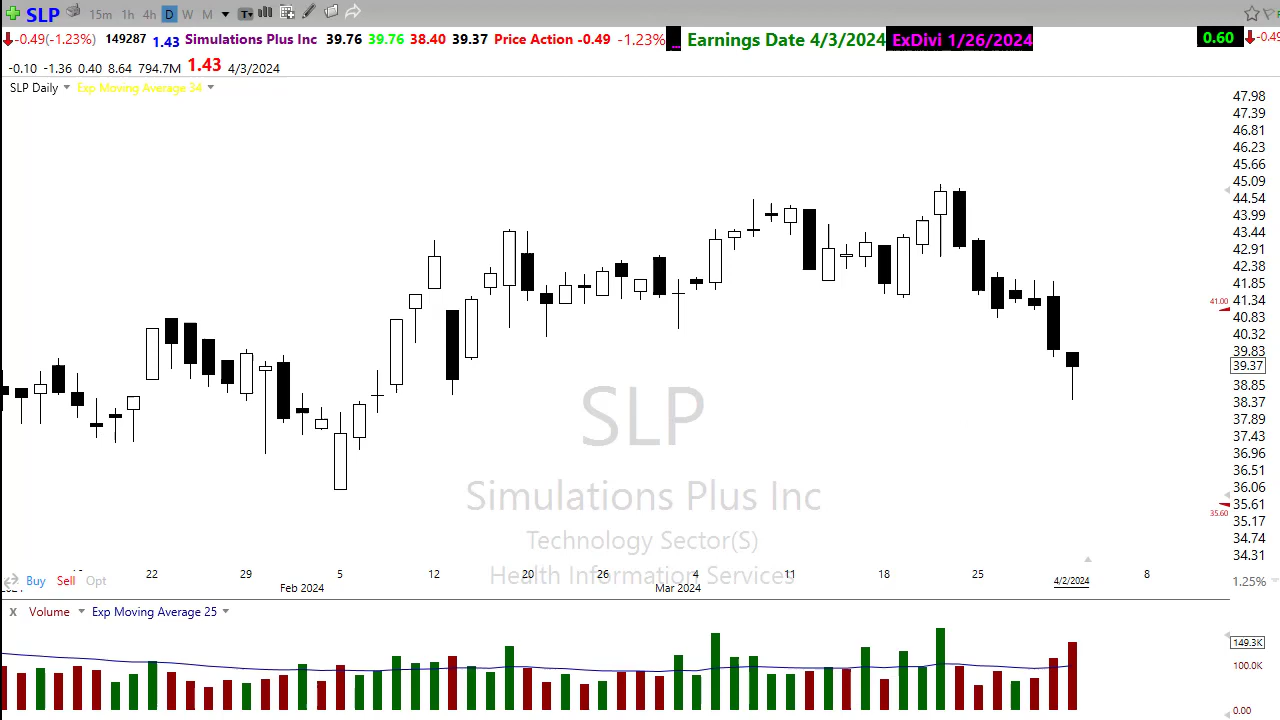 SLP 15m 1h 4h D W M T
-0.49(-1.23%) 149287 1.43 Simulations Plus Inc 39.76 39.76 38.40 39.37 Price Action -0.49 -1.23% ... Earnings Date 4/3/2024 ExDivi 1/26/2024 0.60 -0.49
-0.10 -1.36 0.40 8.64 794.7M 1.43 4/3/2024
SLP Daily Exp Moving Average 34
47.98
47.39
46.81
46.23
45.66
45.09
44.54
43.99
43.44
42.91
42.38
41.85
41.00
41.34
40.83
40.32
39.83
39.37
38.85
38.37
37.89
37.43
36.96
36.51
36.06
35.61
35.60
35.17
34.74
34.31
SLP
Simulations Plus Inc
Technology Sector(S)
Health Information Services
22 29 5 12 20 26 4 11 18 25 4/2/2024 8
Buy Sell Opt 1.25%
Feb 2024 Mar 2024
X Volume Exp Moving Average 25
149.3K
100.0K
0.00